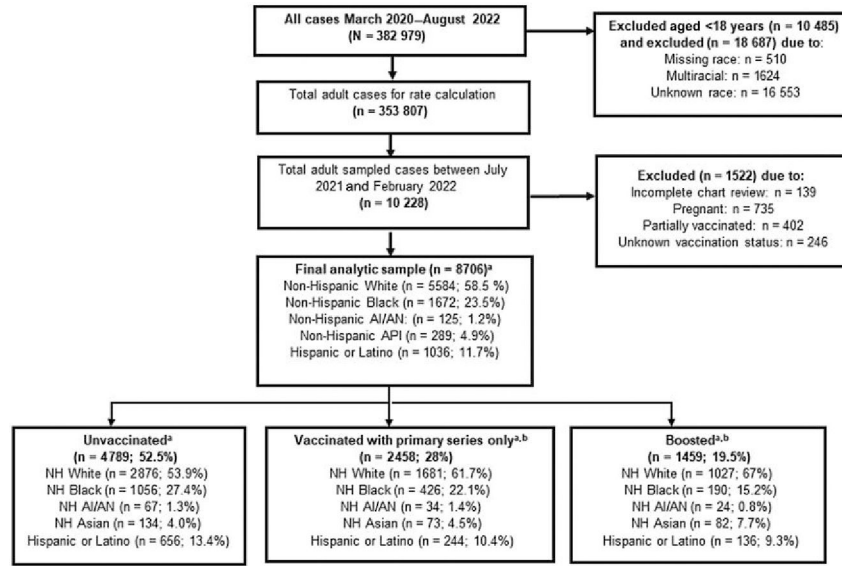 All cases March 2020–August 2022
(N = 382 979)
Excluded aged <18 years (n = 10 485)
and excluded (n = 18 687) due to:
Missing race: n = 510
Multiracial: n = 1624
Unknown race: n = 16 553
Total adult cases for rate calculation
(n = 353 807)
Total adult sampled cases between July
2021 and February 2022
(n = 10 228)
Excluded (n = 1522) due to:
Incomplete chart review: n = 139
Pregnant: n = 735
Partially vaccinated: n = 402
Unknown vaccination status: n = 246
Final analytic sample (n = 8706)ᵃ
Non-Hispanic White (n = 5584; 58.5 %)
Non-Hispanic Black (n = 1672; 23.5%)
Non-Hispanic AI/AN: (n = 125; 1.2%)
Non-Hispanic API (n = 289; 4.9%)
Hispanic or Latino (n = 1036; 11.7%)
Unvaccinatedᵃ
(n = 4789; 52.5%)
NH White (n = 2876; 53.9%)
NH Black (n = 1056; 27.4%)
NH AI/AN (n = 67; 1.3%)
NH Asian (n = 134; 4.0%)
Hispanic or Latino (n = 656; 13.4%)
Vaccinated with primary series onlyᵃ,ᵇ
(n = 2458; 28%)
NH White (n = 1681; 61.7%)
NH Black (n = 426; 22.1%)
NH AI/AN (n = 34; 1.4%)
NH Asian (n = 73; 4.5%)
Hispanic or Latino (n = 244; 10.4%)
Boostedᵃ,ᵇ
(n = 1459; 19.5%)
NH White (n = 1027; 67%)
NH Black (n = 190; 15.2%)
NH AI/AN (n = 24; 0.8%)
NH Asian (n = 82; 7.7%)
Hispanic or Latino (n = 136; 9.3%)